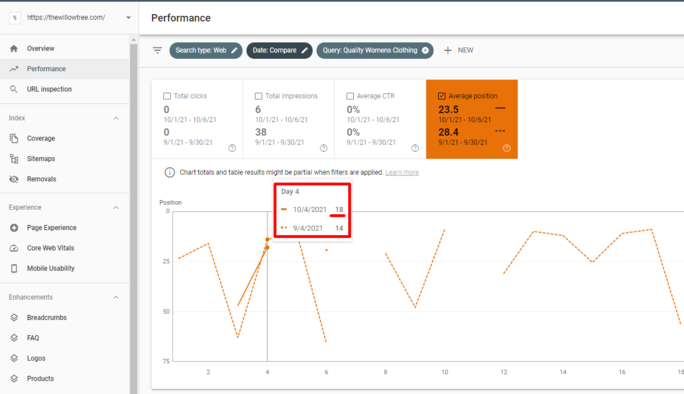 https://thewillowtree.com/
Performance
Search type: Web
Date: Compare
Query: Quality Womens Clothing
NEW
Overview
Performance
URL inspection
Index
Coverage
Sitemaps
Removals
Experience
Page Experience
Core Web Vitals
Mobile Usability
Enhancements
Breadcrumbs
FAQ
Logos
Products
Total clicks
0
10/1/21 - 10/6/21
0
9/1/21 - 9/30/21
Total impressions
6
10/1/21 - 10/6/21
38
9/1/21 - 9/30/21
Average CTR
0%
10/1/21 - 10/6/21
0%
9/1/21 - 9/30/21
Average position
23.5
10/1/21 - 10/6/21
28.4
9/1/21 - 9/30/21
Chart totals and table results might be partial when filters are applied. Learn more
Day 4
10/4/2021 18
9/4/2021 14
Position
0
25
50
75
2 4 6 8 10 12 14 16 18